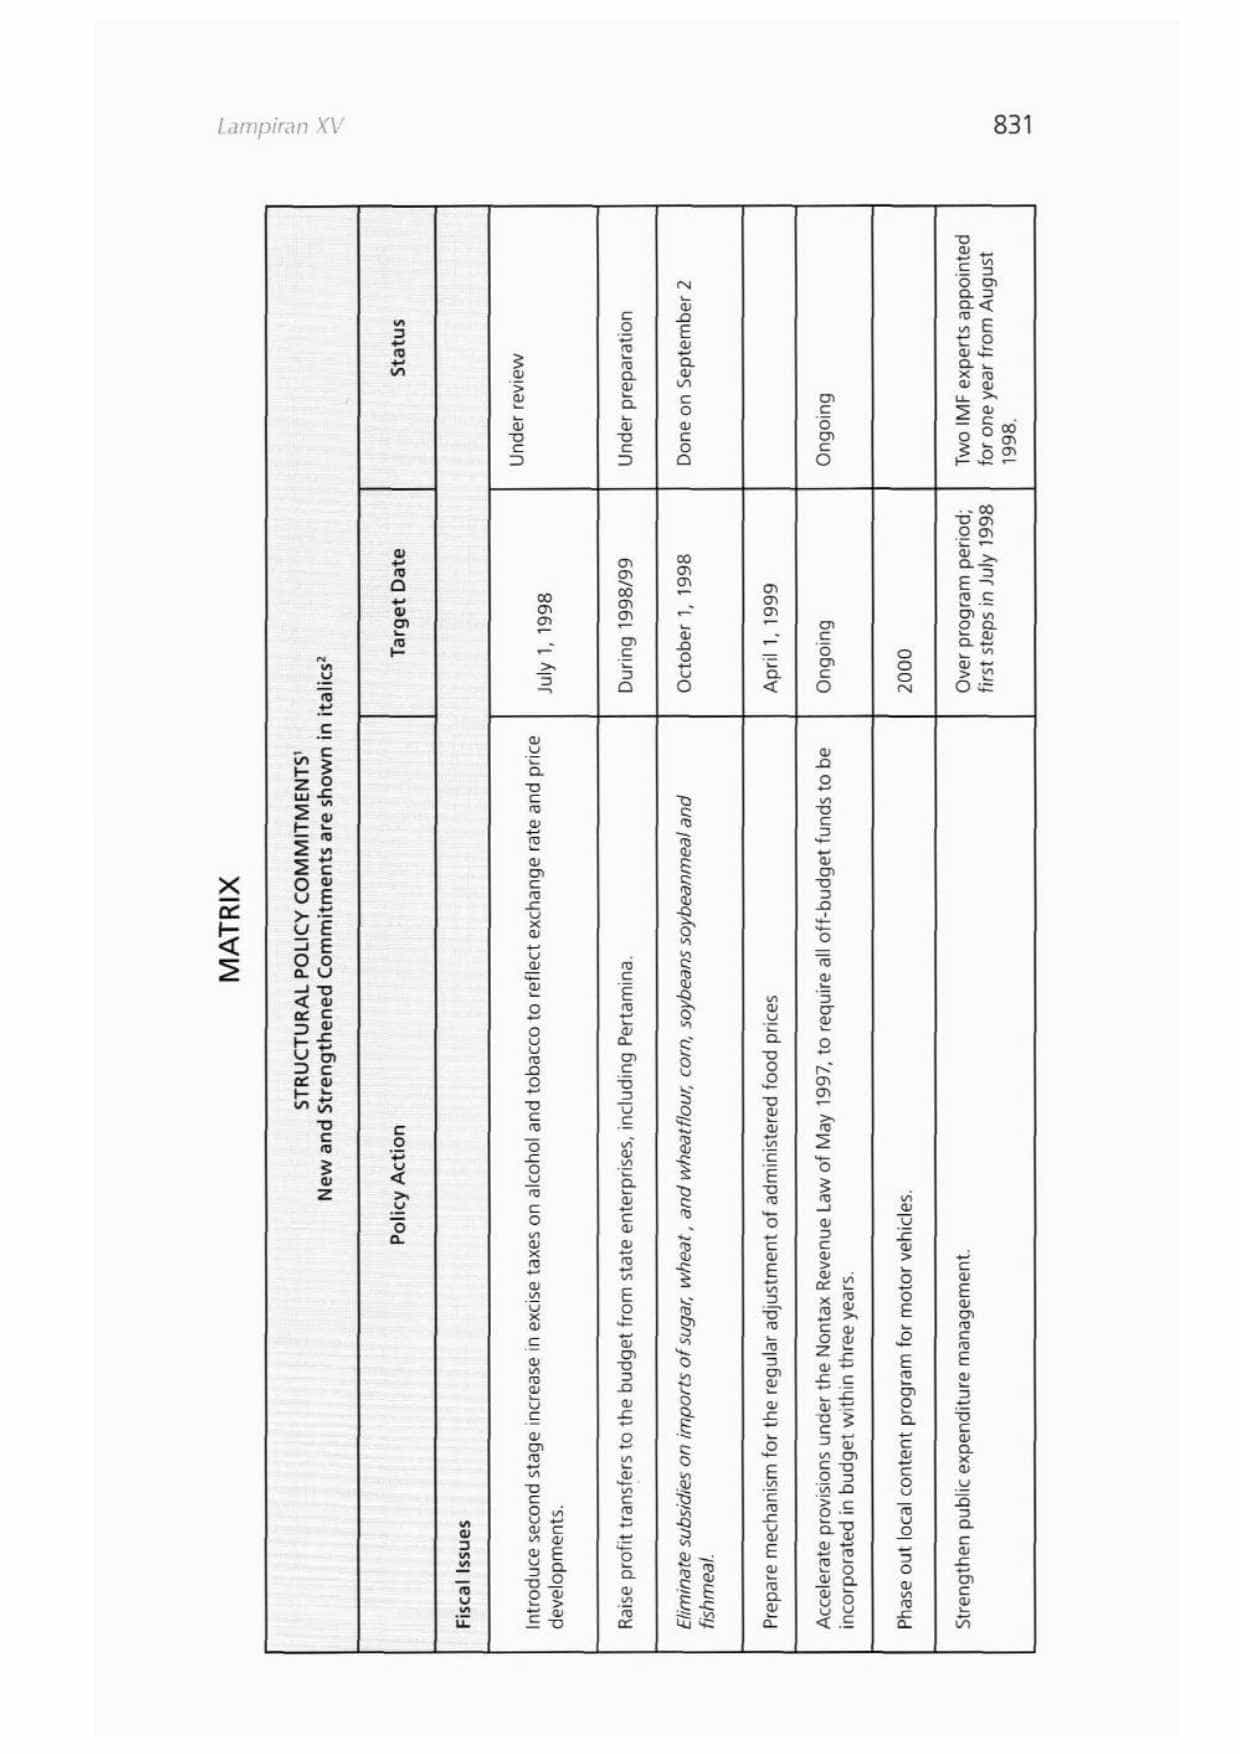 Lampiran XV
831
MATRIX
STRUCTURAL POLICY COMMITMENTS¹
New and Strengthened Commitments are shown in italics²
Policy Action
Target Date
Status
Fiscal Issues
Introduce second stage increase in excise taxes on alcohol and tobacco to reflect exchange rate and price
developments.
July 1, 1998
Under review
Raise profit transfers to the budget from state enterprises, including Pertamina.
During 1998/99
Under preparation
Eliminate subsidies on imports of sugar, wheat , and wheatflour, corn, soybeans soybeanmeal and
fishmeal.
October 1, 1998
Done on September 2
Prepare mechanism for the regular adjustment of administered food prices
April 1, 1999
Accelerate provisions under the Nontax Revenue Law of May 1997, to require all off-budget funds to be
incorporated in budget within three years.
Ongoing
Ongoing
Phase out local content program for motor vehicles.
2000
Strengthen public expenditure management.
Over program period;
first steps in July 1998
Two IMF experts appointed
for one year from August
1998.